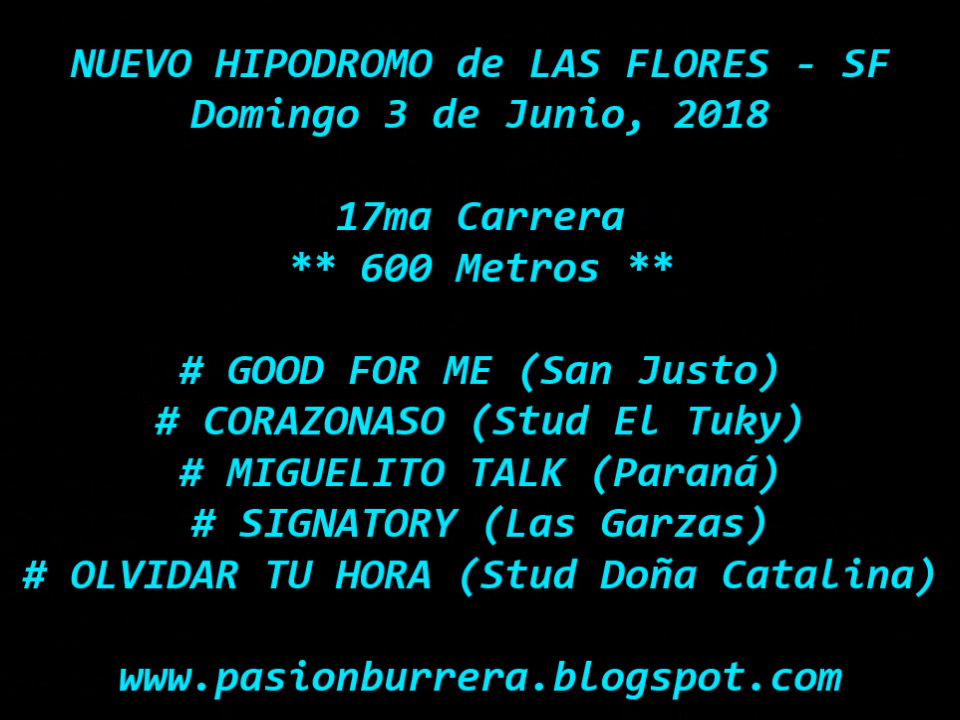 NUEVO HIPODROMO de LAS FLORES - SF
Domingo 3 de Junio, 2018
17ma Carrera
** 600 Metros **
# GOOD FOR ME (San Justo)
# CORAZONASO (Stud El Tuky)
# MIGUELITO TALK (Paraná)
# SIGNATORY (Las Garzas)
# OLVIDAR TU HORA (Stud Doña Catalina)
www.pasionburrera.blogspot.com